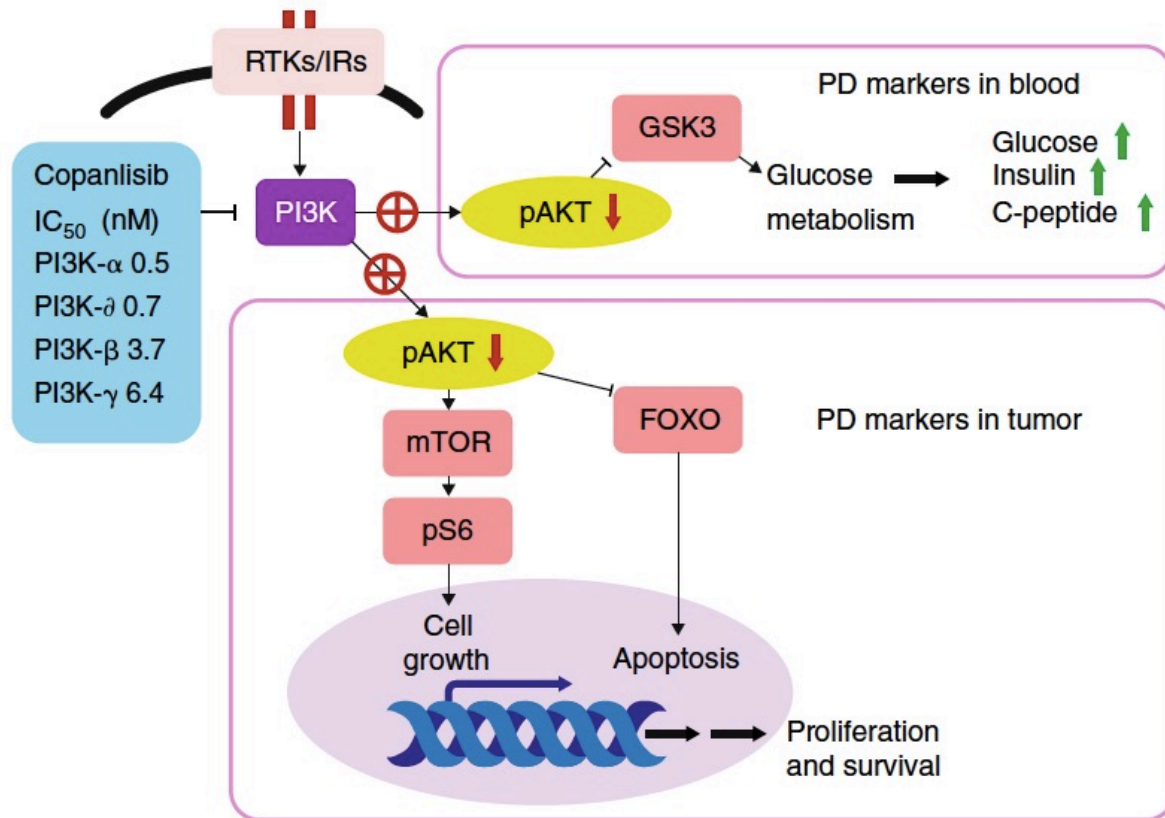 RTKs/IRs
Copanlisib
IC50 (nM)
PI3K-α 0.5
PI3K-∂ 0.7
PI3K-β 3.7
PI3K-γ 6.4
PI3K
PD markers in blood
GSK3
pAKT
Glucose
metabolism
Glucose
Insulin
C-peptide
pAKT
mTOR
pS6
FOXO
PD markers in tumor
Cell
growth
Apoptosis
Proliferation
and survival